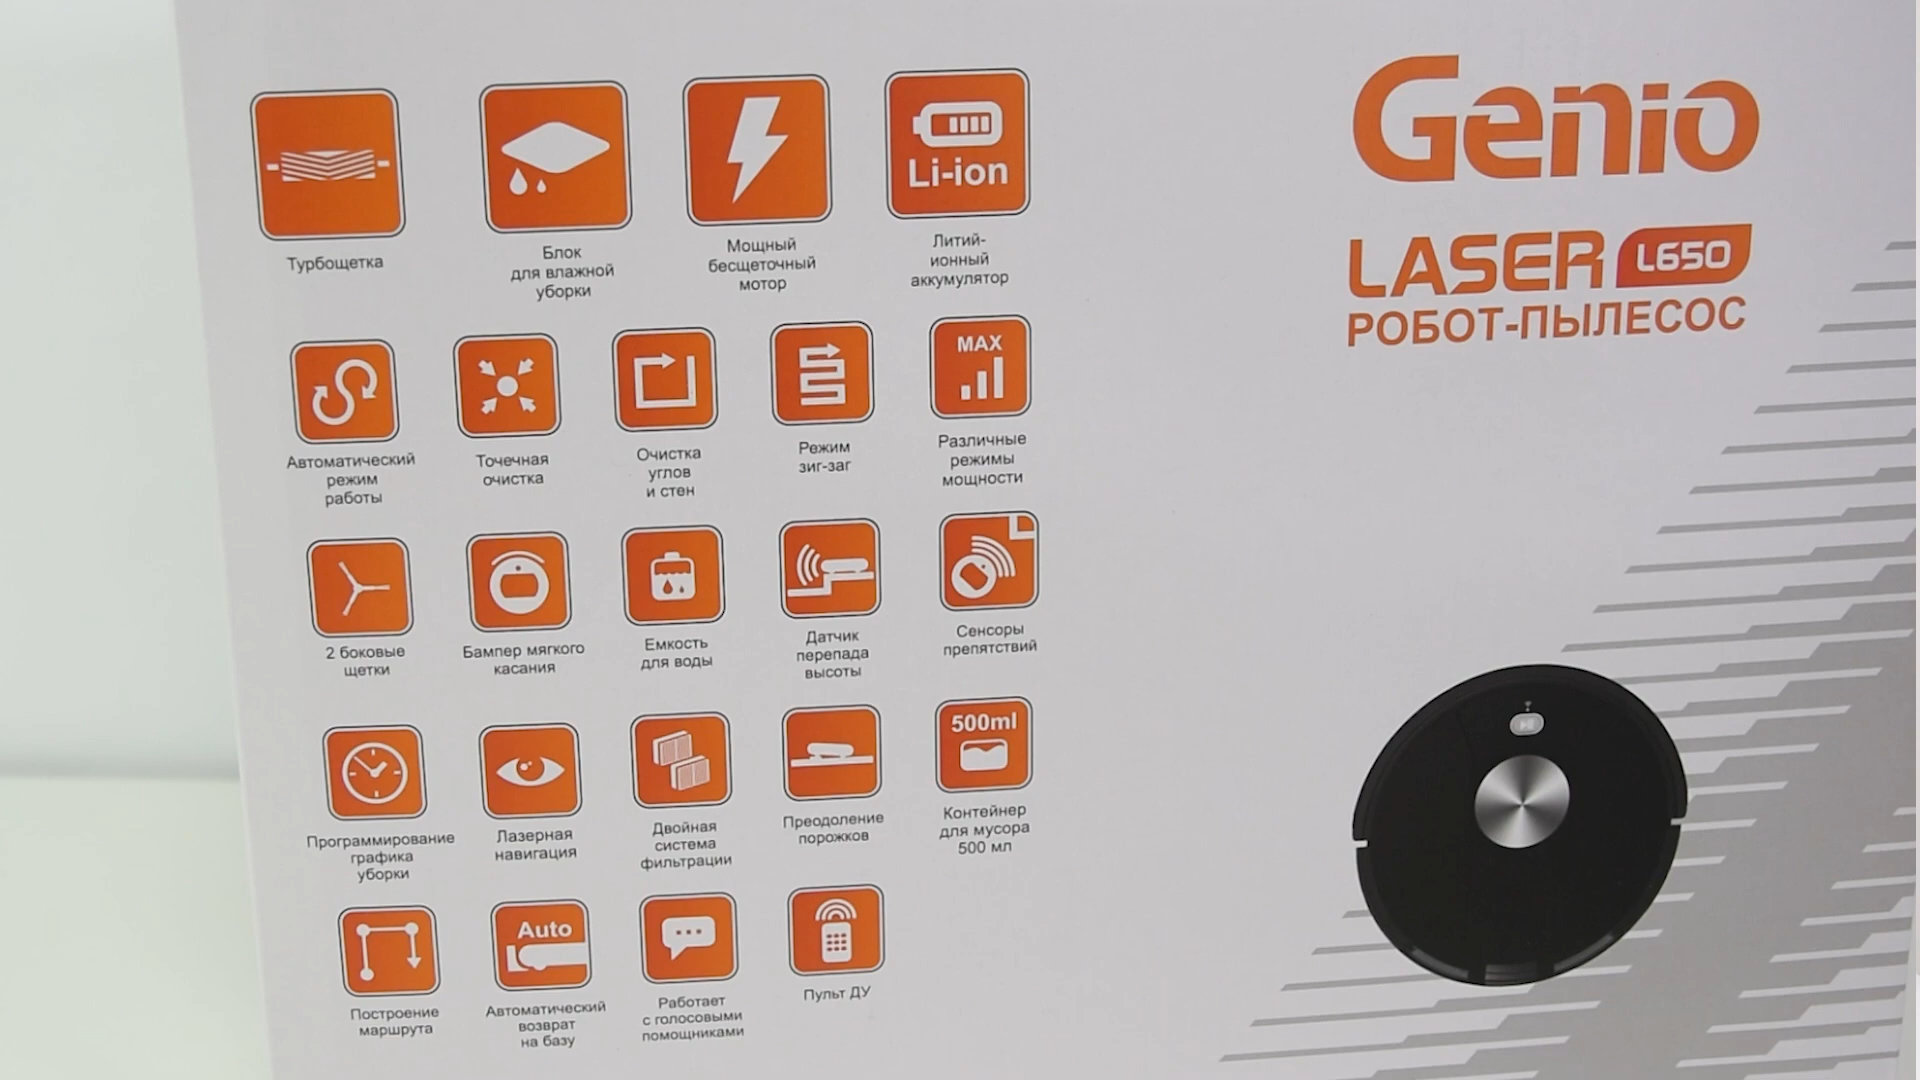 Genio
LASER L650
РОБОТ-ПЫЛЕСОС
Турбощетка
Блок
для влажной
уборки
Мощный
бесщеточный
мотор
Li-ion
Литий-
ионный
аккумулятор
Автоматический
режим
работы
Точечная
очистка
Очистка
углов
и стен
Режим
зиг-заг
MAX
Различные
режимы
мощности
2 боковые
щетки
Бампер мягкого
касания
Емкость
для воды
Датчик
перепада
высоты
Сенсоры
препятствий
Программирование
графика
уборки
Лазерная
навигация
Двойная
система
фильтрации
Преодоление
порожков
500ml
Контейнер
для мусора
500 мл
Построение
маршрута
Auto
Автоматический
возврат
на базу
Работает
с голосовыми
помощниками
Пульт ДУ